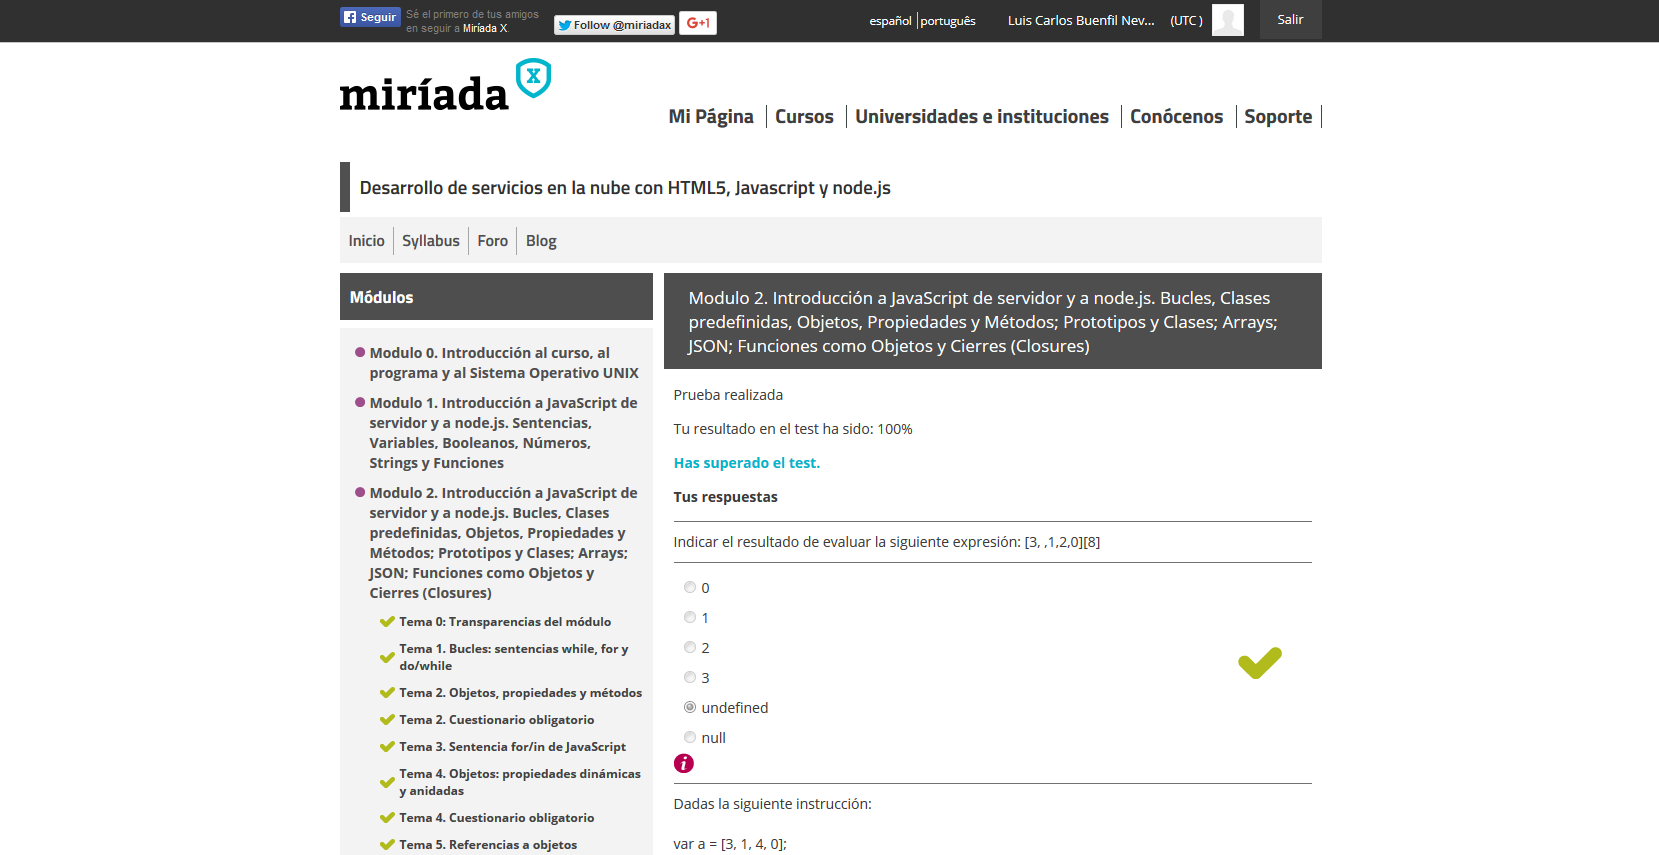 Seguir
Sé el primero de tus amigos
en seguir a Miríada X.
Follow @miriadax
G+1
español
português
Luis Carlos Buenfil Nev...
(UTC )
Salir
miríada X
Mi Página
Cursos
Universidades e instituciones
Conócenos
Soporte
Desarrollo de servicios en la nube con HTML5, Javascript y node.js
Inicio
Syllabus
Foro
Blog
Módulos
Modulo 0. Introducción al curso, al
programa y al Sistema Operativo UNIX
Modulo 1. Introducción a JavaScript de
servidor y a node.js. Sentencias,
Variables, Booleanos, Números,
Strings y Funciones
Modulo 2. Introducción a JavaScript de
servidor y a node.js. Bucles, Clases
predefinidas, Objetos, Propiedades y
Métodos; Prototipos y Clases; Arrays;
JSON; Funciones como Objetos y
Cierres (Closures)
Tema 0: Transparencias del módulo
Tema 1. Bucles: sentencias while, for y
do/while
Tema 2. Objetos, propiedades y métodos
Tema 2. Cuestionario obligatorio
Tema 3. Sentencia for/in de JavaScript
Tema 4. Objetos: propiedades dinámicas
y anidadas
Tema 4. Cuestionario obligatorio
Tema 5. Referencias a objetos
Modulo 2. Introducción a JavaScript de servidor y a node.js. Bucles, Clases
predefinidas, Objetos, Propiedades y Métodos; Prototipos y Clases; Arrays;
JSON; Funciones como Objetos y Cierres (Closures)
Prueba realizada
Tu resultado en el test ha sido: 100%
Has superado el test.
Tus respuestas
Indicar el resultado de evaluar la siguiente expresión: [3, ,1,2,0][8]
0
1
2
3
undefined
null
i
Dadas la siguiente instrucción:
var a = [3, 1, 4, 0];